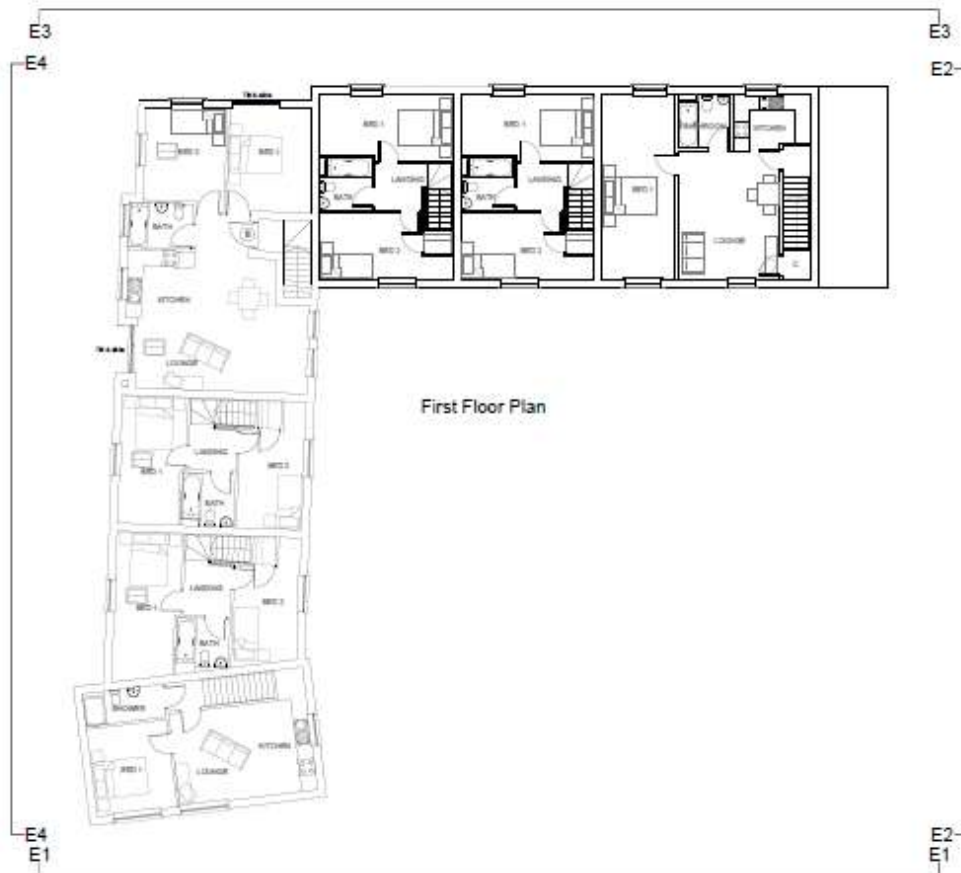 E3 E3
E4 E2
BED 1
BED 1
BED 2
BED 1
BATHROOM
KITCHEN
LANDING
LANDING
BATH
BATH
BED 1
BATH
BED 2
BED 2
LOUNGE
KITCHEN
LOUNGE
First Floor Plan
LANDING
BED 1
BED 2
BATH
LANDING
BED 1
BED 2
BATH
SHOWER
KITCHEN
BED 1
LOUNGE
E4 E2
E1 E1